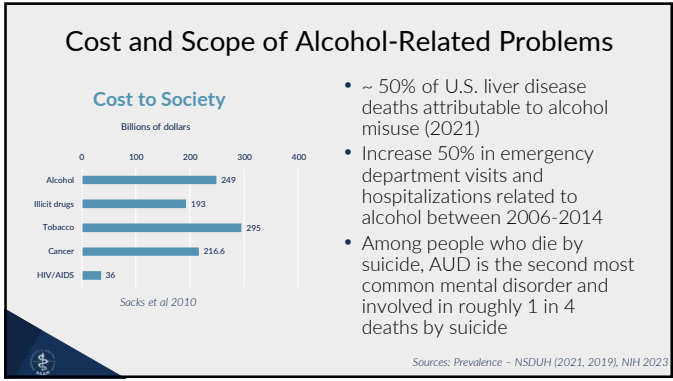 Cost and Scope of Alcohol-Related Problems
Cost to Society
Billions of dollars
0 100 200 300 400
Alcohol 249
Illicit drugs 193
Tobacco 295
Cancer 216.6
HIV/AIDS 36
Sacks et al 2010
• ~ 50% of U.S. liver disease
deaths attributable to alcohol
misuse (2021)
• Increase 50% in emergency
department visits and
hospitalizations related to
alcohol between 2006-2014
• Among people who die by
suicide, AUD is the second most
common mental disorder and
involved in roughly 1 in 4
deaths by suicide
Sources: Prevalence – NSDUH (2021, 2019), NIH 2023